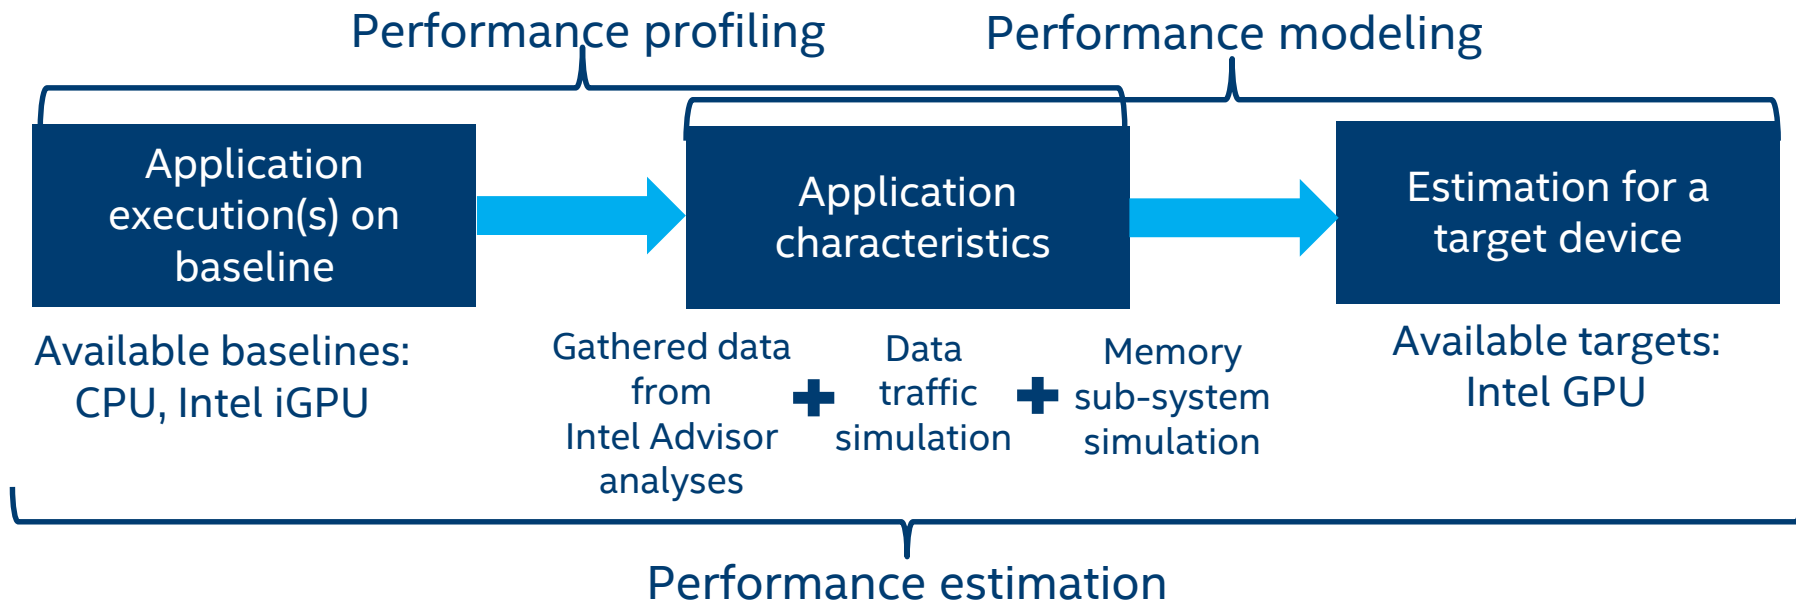 Performance profiling
Performance modeling
Application
execution(s) on
baseline
Application
characteristics
Estimation for a
target device
Available baselines:
CPU, Intel iGPU
Gathered data
from
Intel Advisor
analyses
+
Data
traffic
simulation
+
Memory
sub-system
simulation
Available targets:
Intel GPU
Performance estimation